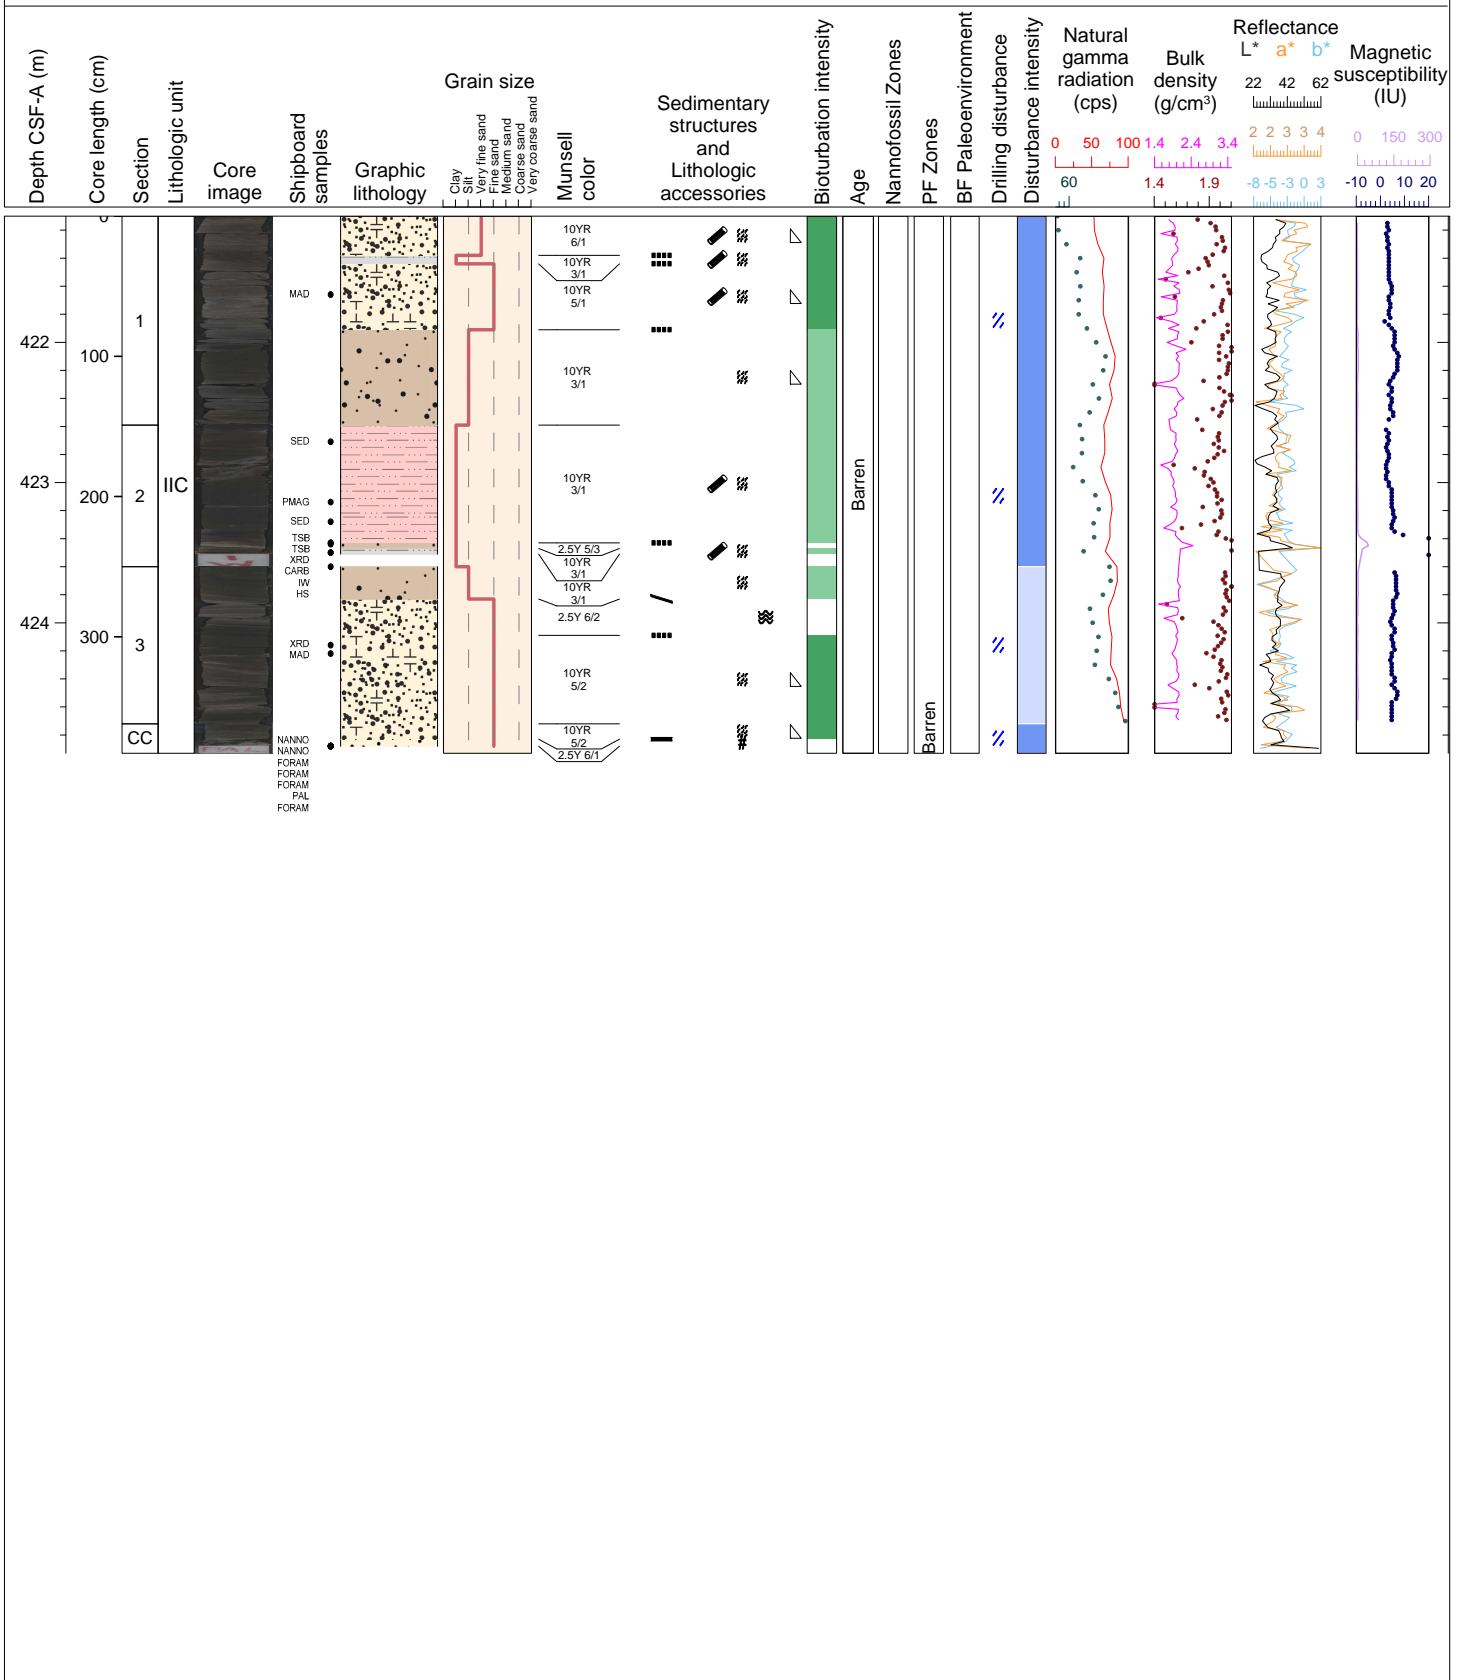 Depth CSF-A (m)
Core length (cm)
Section
Lithologic unit
Core
image
Shipboard
samples
Graphic
lithology
Grain size
Clay
Silt
Very fine sand
Fine sand
Medium sand
Coarse sand
Very coarse sand
Munsell
color
Sedimentary
structures
and
Lithologic
accessories
Bioturbation intensity
Age
Nannofossil Zones
PF Zones
BF Paleoenvironment
Drilling disturbance
Disturbance intensity
Natural
gamma
radiation
(cps)
0 50 100
60
Bulk
density
(g/cm³)
1.4 2.4 3.4
1.4 1.9
Reflectance
L* a* b*
22 42 62
2 2 3 3 4
-8 -5 -3 0 3
Magnetic
susceptibility
(IU)
0 150 300
-10 0 10 20
422
423
424
0
100
200
300
1
2
3
CC
IIC
MAD
SED
PMAG
SED
TSB
TSB
XRD
CARB
IW
HS
XRD
MAD
NANNO
NANNO
FORAM
FORAM
FORAM
PAL
FORAM
10YR
6/1
10YR
3/1
10YR
5/1
10YR
3/1
10YR
3/1
2.5Y 5/3
10YR
3/1
10YR
3/1
2.5Y 6/2
10YR
5/2
10YR
5/2
2.5Y 6/1
Barren
Barren